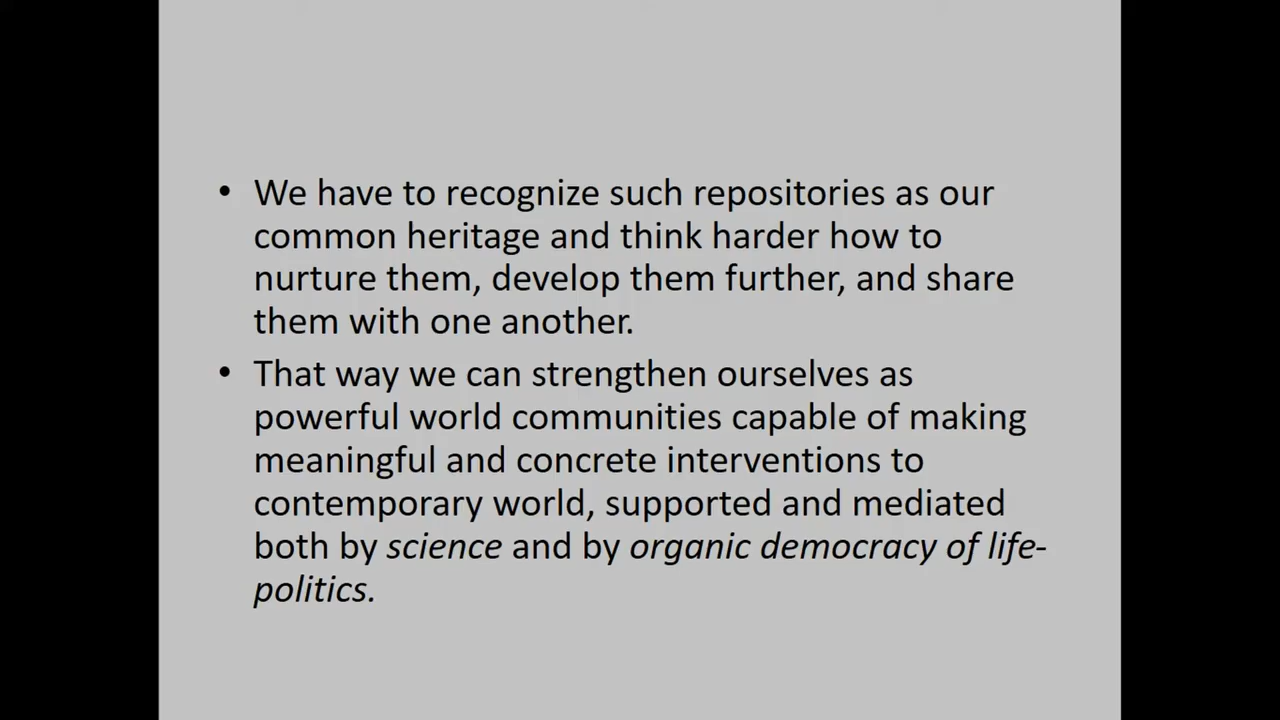 • We have to recognize such repositories as our
common heritage and think harder how to
nurture them, develop them further, and share
them with one another.
• That way we can strengthen ourselves as
powerful world communities capable of making
meaningful and concrete interventions to
contemporary world, supported and mediated
both by science and by organic democracy of life-
politics.